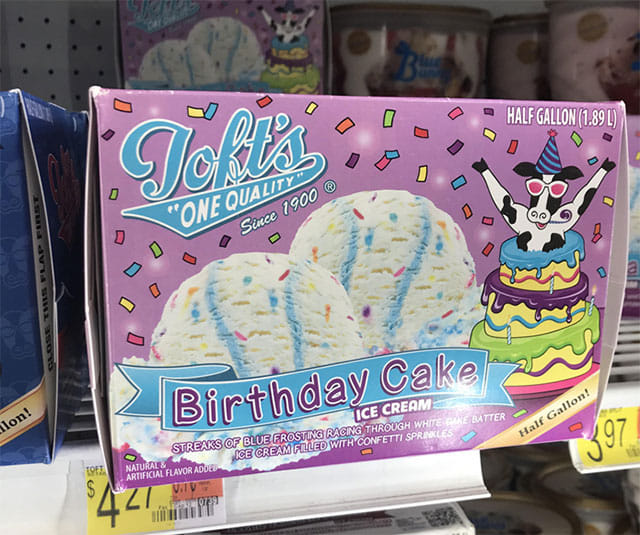 HALF GALLON (1.89 L)
Toft's
"ONE QUALITY"
Since 1900 ®
Birthday Cake
ICE CREAM
STREAKS OF BLUE FROSTING RACING THROUGH WHITE CAKE BATTER
ICE CREAM FILLED WITH CONFETTI SPRINKLES
NATURAL &
ARTIFICIAL FLAVOR ADDED
Half Gallon!
CLOSE THIS FLAP FIRST
llon!
Blue
$4
3.97